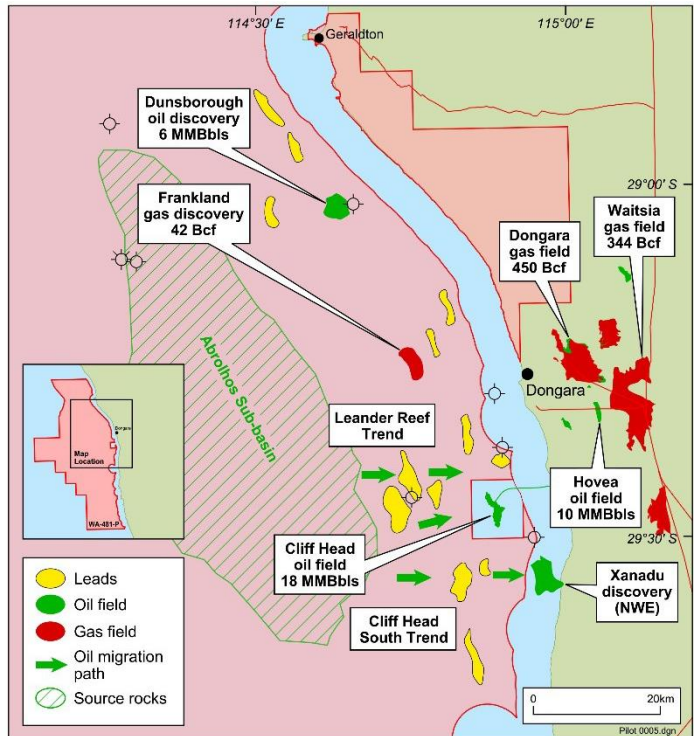 114°30' E
115°00' E
Geraldton
Dunsborough
oil discovery
6 MMBbls
29°00' S
Frankland
gas discovery
42 Bcf
Dongara
gas field
450 Bcf
Waitsia
gas field
344 Bcf
Abrolhos Sub-basin
Dongara
Map
Location
WA-481-P
Dongara
Leander Reef
Trend
Hovea
oil field
10 MMBbls
29°30' S
Cliff Head
oil field
18 MMBbls
Xanadu
discovery
(NWE)
Cliff Head
South Trend
Leads
Oil field
Gas field
Oil migration
path
Source rocks
0
20km
Pilot 0005.dgn